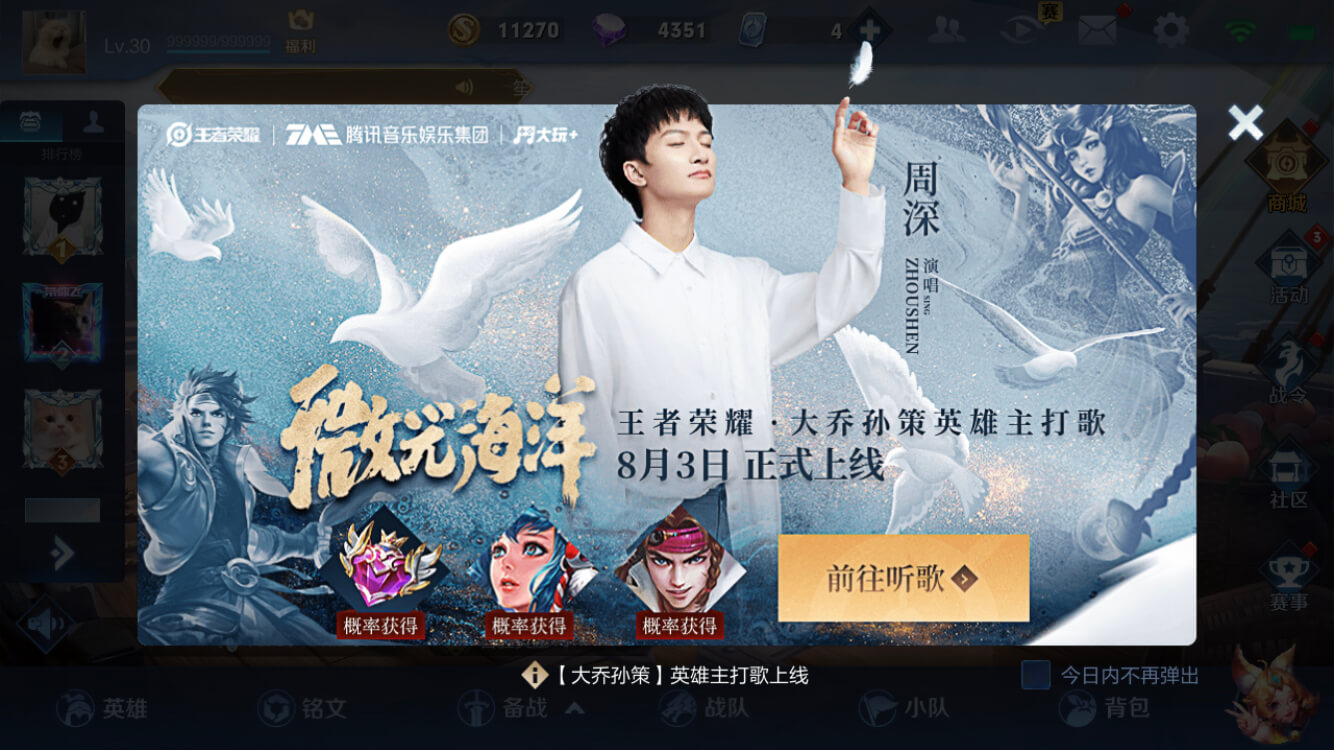 Lv.30
999999/999999
福利
11270
4351
4
赛
笙
排行榜
1
2
3
王者荣耀
TME 腾讯音乐娱乐集团
大玩+
周深
演唱
SING
ZHOUSHEN
微光海洋
王者荣耀·大乔孙策英雄主打歌
8月3日 正式上线
概率获得
概率获得
概率获得
前往听歌
商城
3
活动
战令
社区
赛事
【大乔孙策】英雄主打歌上线
今日内不再弹出
英雄
铭文
备战
战队
小队
背包